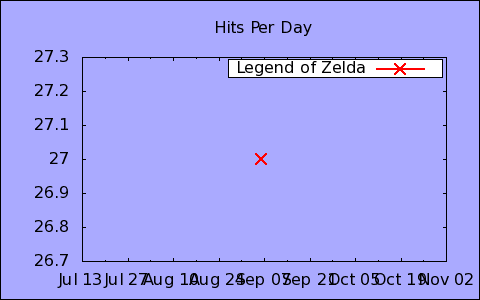 Hits Per Day
Legend of Zelda
27.3
27.2
27.1
27
26.9
26.8
26.7
Jul 13 Jul 27 Aug 10 Aug 24 Sep 07 Sep 21 Oct 05 Oct 19 Nov 02